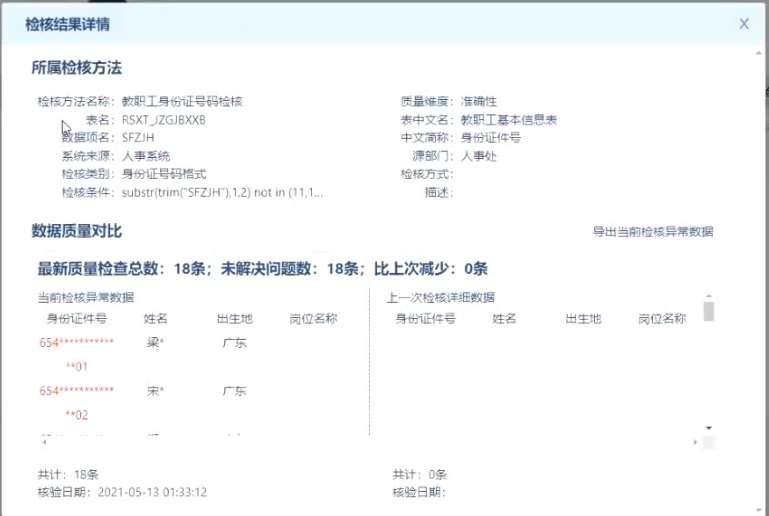 检核结果详情 X
所属检核方法
检核方法名称：教职工身份证号码检核 质量维度：准确性
表名：RSXT_JZGJBXXB 表中文名：教职工基本信息表
数据项名：SFZJH 中文简称：身份证件号
系统来源：人事系统 源部门：人事处
检核类别：身份证号码格式 检核方式：
检核条件：substr(trim("SFZJH"),1,2) not in (11,1... 描述：
数据质量对比 导出当前检核异常数据
最新质量检查总数：18条；未解决问题数：18条；比上次减少：0条
当前检核异常数据 上一次检核详细数据
身份证件号 姓名 出生地 岗位名称 身份证件号 姓名 出生地 岗位名称
654*********** 梁* 广东
**01
654*********** 宋* 广东
**02
共计：18条 共计：0条
核验日期：2021-05-13 01:33:12 核验日期：